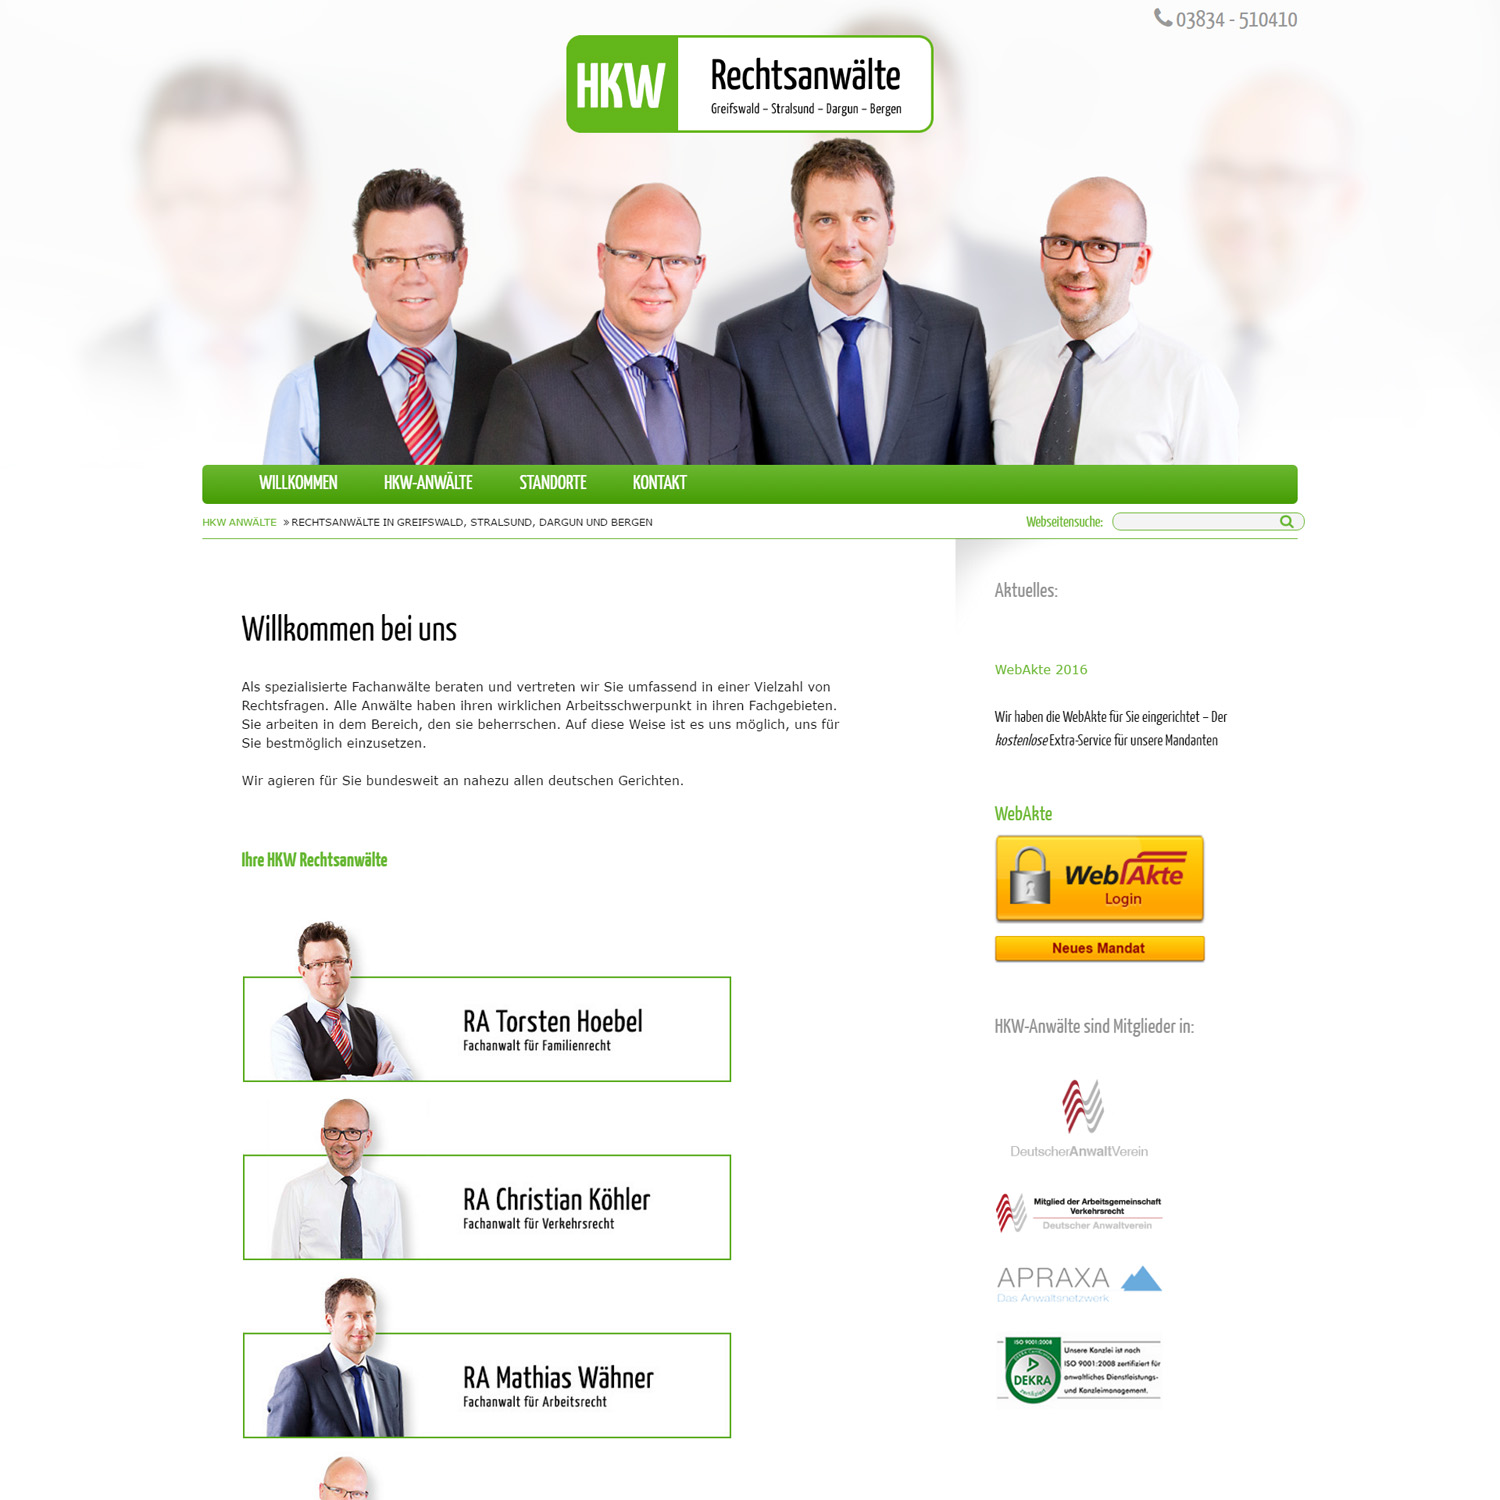 03834 - 510410
HKW
Rechtsanwälte
Greifswald – Stralsund – Dargun – Bergen
WILLKOMMEN HKW-ANWÄLTE STANDORTE KONTAKT
HKW ANWÄLTE » RECHTSANWÄLTE IN GREIFSWALD, STRALSUND, DARGUN UND BERGEN
Webseitensuche:
Willkommen bei uns
Als spezialisierte Fachanwälte beraten und vertreten wir Sie umfassend in einer Vielzahl von
Rechtsfragen. Alle Anwälte haben ihren wirklichen Arbeitsschwerpunkt in ihren Fachgebieten.
Sie arbeiten in dem Bereich, den sie beherrschen. Auf diese Weise ist es uns möglich, uns für
Sie bestmöglich einzusetzen.
Wir agieren für Sie bundesweit an nahezu allen deutschen Gerichten.
Ihre HKW Rechtsanwälte
RA Torsten Hoebel
Fachanwalt für Familienrecht
RA Christian Köhler
Fachanwalt für Verkehrsrecht
RA Mathias Wähner
Fachanwalt für Arbeitsrecht
Aktuelles:
WebAkte 2016
Wir haben die WebAkte für Sie eingerichtet – Der
kostenlose Extra-Service für unsere Mandanten
WebAkte
WebAkte
Login
Neues Mandat
HKW-Anwälte sind Mitglieder in:
DeutscherAnwaltVerein
Mitglied der Arbeitsgemeinschaft
Verkehrsrecht
Deutscher Anwaltverein
APRAXA
Das Anwaltsnetzwerk
ISO 9001:2008
DEKRA
zertifiziert
Unsere Kanzlei ist nach
ISO 9001:2008 zertifiziert für
anwaltliches Dienstleistungs-
und Kanzleimanagement.